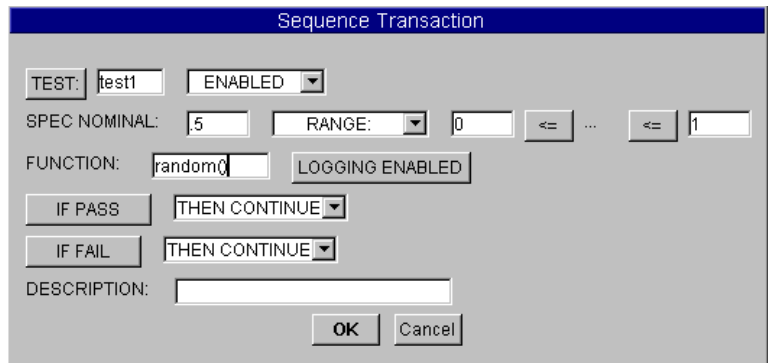 Sequence Transaction
TEST: test1 ENABLED
SPEC NOMINAL: .5 RANGE: 0 <= ... <= 1
FUNCTION: random() LOGGING ENABLED
IF PASS THEN CONTINUE
IF FAIL THEN CONTINUE
DESCRIPTION:
OK Cancel